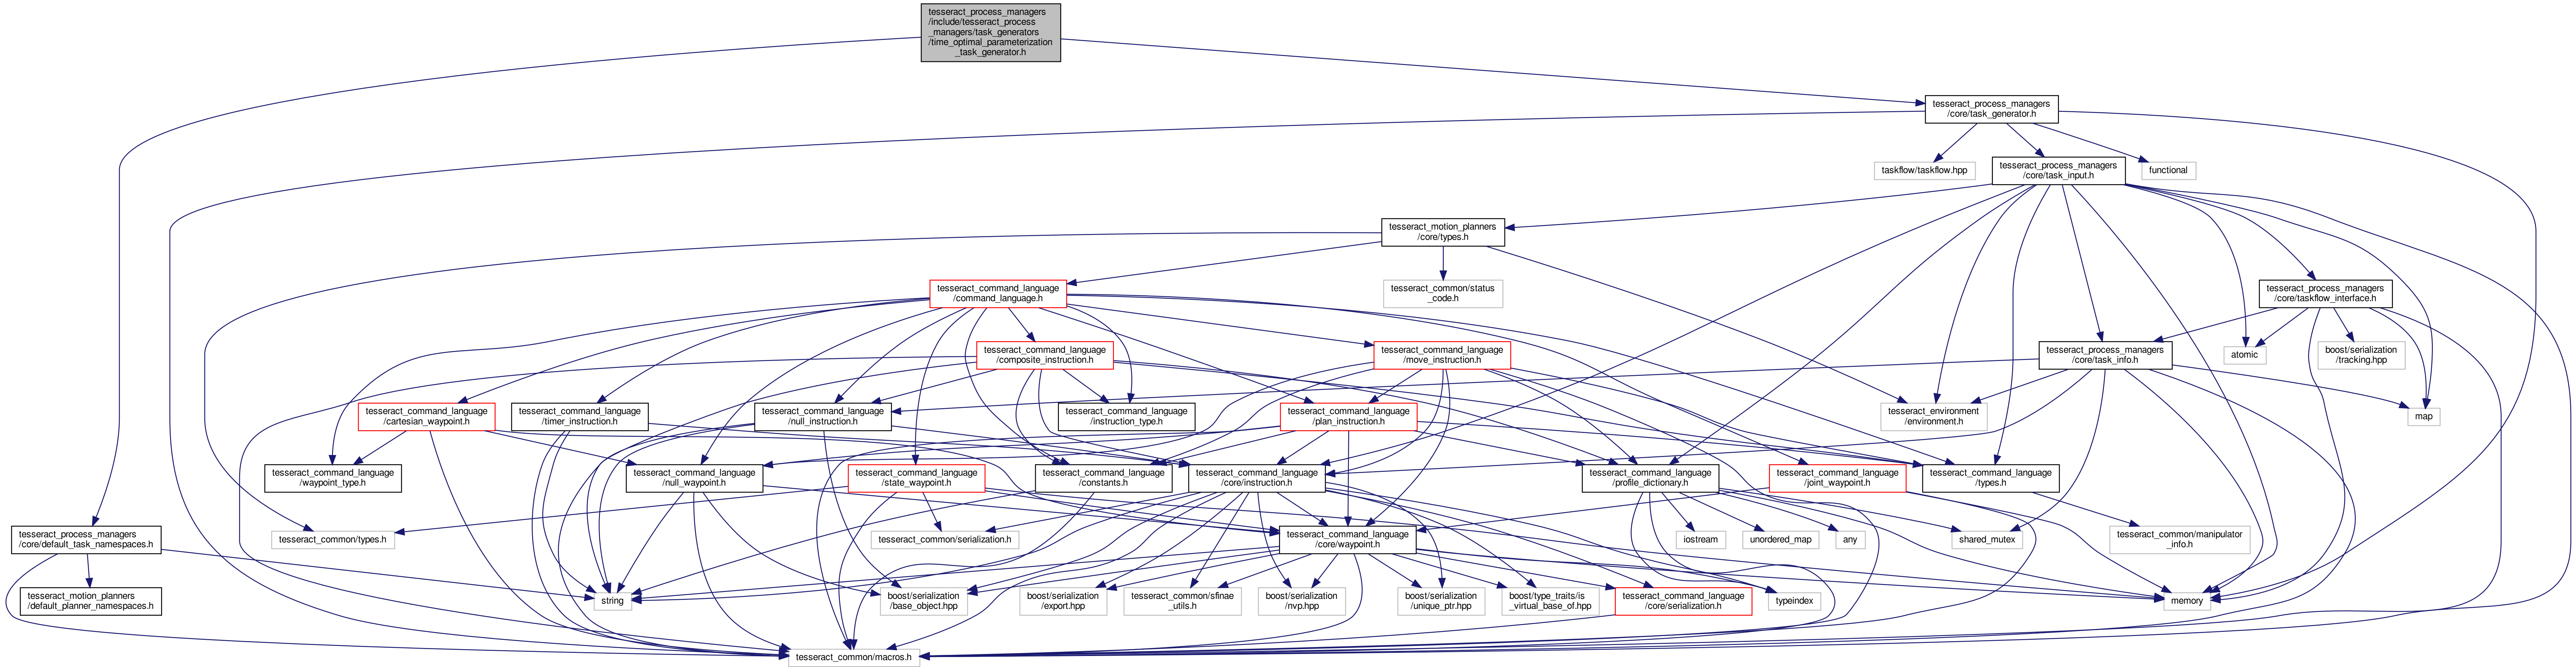 tesseract_process_managers
/include/tesseract_process
_managers/task_generators
/time_optimal_parameterization
_task_generator.h
tesseract_process_managers
/core/task_generator.h
taskflow/taskflow.hpp
tesseract_process_managers
/core/task_input.h
functional
tesseract_motion_planners
/core/types.h
tesseract_command_language
/command_language.h
tesseract_common/status
_code.h
tesseract_process_managers
/core/taskflow_interface.h
tesseract_command_language
/composite_instruction.h
tesseract_command_language
/move_instruction.h
tesseract_process_managers
/core/task_info.h
atomic
boost/serialization
/tracking.hpp
tesseract_command_language
/cartesian_waypoint.h
tesseract_command_language
/timer_instruction.h
tesseract_command_language
/null_instruction.h
tesseract_command_language
/instruction_type.h
tesseract_command_language
/plan_instruction.h
tesseract_environment
/environment.h
map
tesseract_command_language
/waypoint_type.h
tesseract_command_language
/null_waypoint.h
tesseract_command_language
/state_waypoint.h
tesseract_command_language
/constants.h
tesseract_command_language
/core/instruction.h
tesseract_command_language
/profile_dictionary.h
tesseract_command_language
/joint_waypoint.h
tesseract_command_language
/types.h
tesseract_process_managers
/core/default_task_namespaces.h
tesseract_common/types.h
tesseract_common/serialization.h
tesseract_command_language
/core/waypoint.h
iostream
unordered_map
any
shared_mutex
tesseract_common/manipulator
_info.h
tesseract_motion_planners
/default_planner_namespaces.h
string
boost/serialization
/base_object.hpp
boost/serialization
/export.hpp
tesseract_common/sfinae
_utils.h
boost/serialization
/nvp.hpp
boost/serialization
/unique_ptr.hpp
boost/type_traits/is
_virtual_base_of.hpp
tesseract_command_language
/core/serialization.h
typeindex
memory
tesseract_common/macros.h